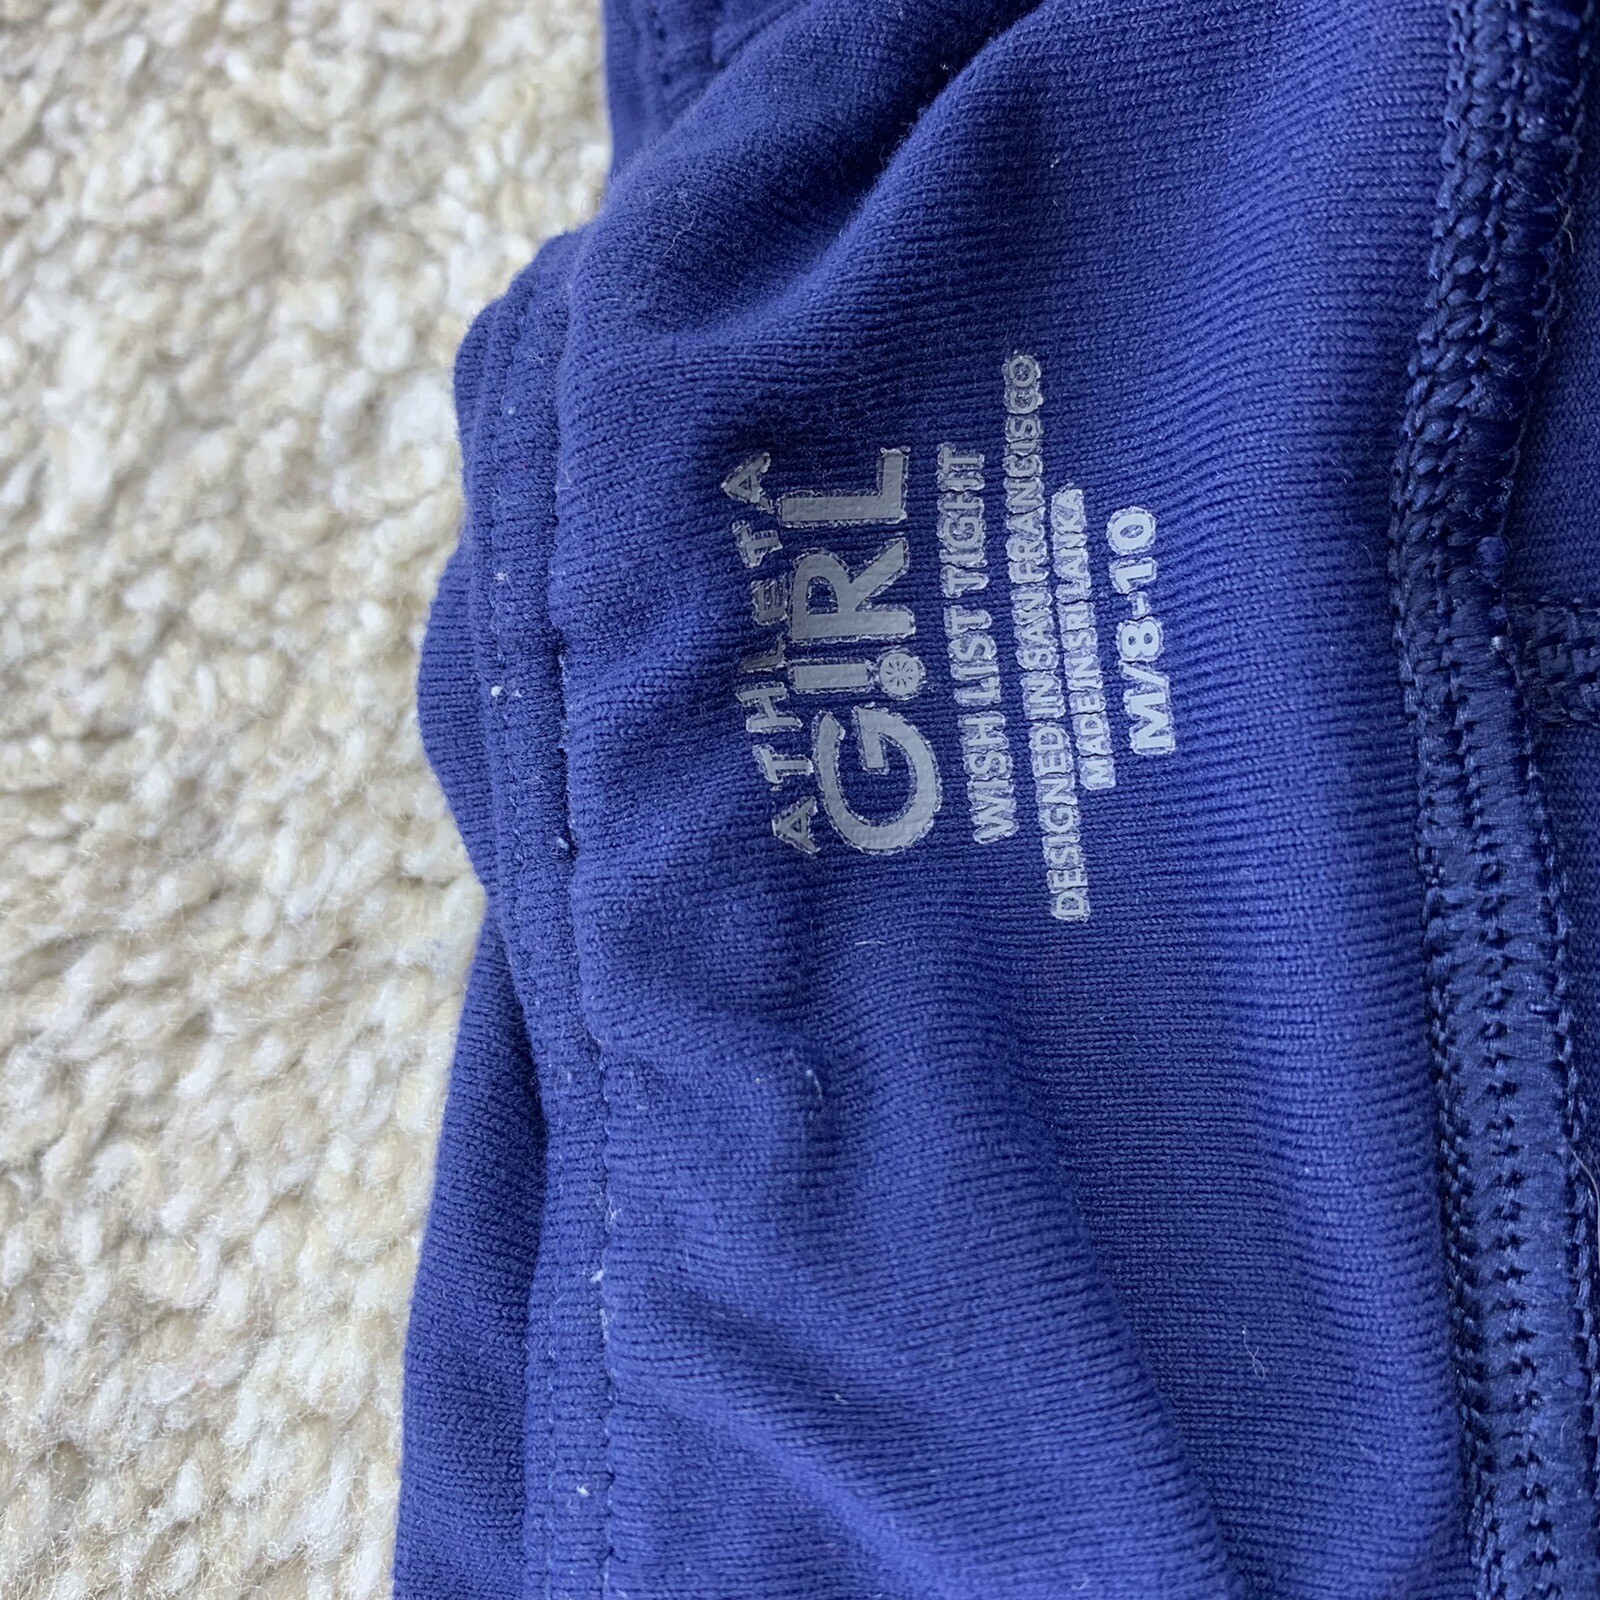 ATHLETA
GiRL
WISH LIST TIGHT
DESIGNED IN SAN FRANCISCO
MADE IN SRI LANKA
M/8-10